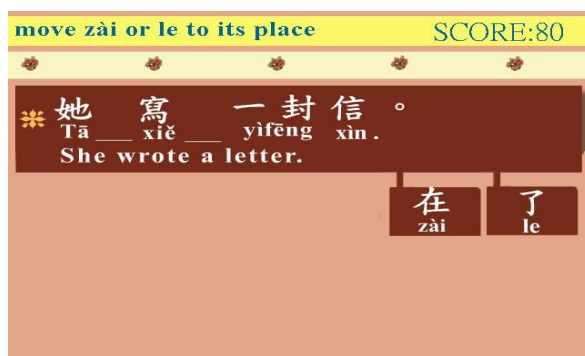 move zài or le to its place SCORE:80
她 寫 一封信。
Tā ___ xiě ___ yìfēng xìn.
She wrote a letter.
在 了
zài le